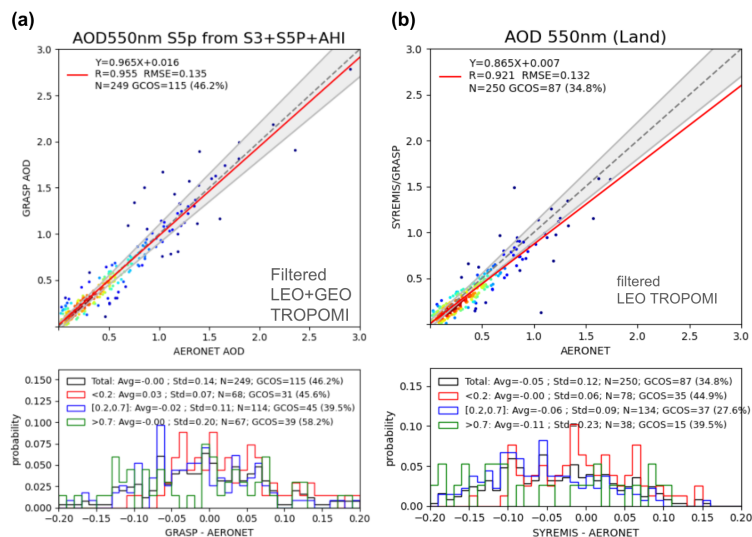 (a)
AOD550nm S5p from S3+S5P+AHI
Y=0.965X+0.016
R=0.955 RMSE=0.135
N=249 GCOS=115 (46.2%)
3.0
2.5
2.0
1.5
1.0
0.5
GRASP AOD
Filtered
LEO+GEO
TROPOMI
0.5 1.0 1.5 2.0 2.5 3.0
AERONET AOD
0.150
0.125
0.100
0.075
0.050
0.025
0.000
probability
Total: Avg=-0.00 ; Std=0.14; N=249; GCOS=115 (46.2%)
<0.2: Avg=0.03 ; Std=0.07; N=68; GCOS=31 (45.6%)
[0.2,0.7]: Avg=-0.02 ; Std=0.11; N=114; GCOS=45 (39.5%)
>0.7: Avg=-0.00 ; Std=0.20; N=67; GCOS=39 (58.2%)
−0.20 −0.15 −0.10 −0.05 0.00 0.05 0.10 0.15 0.20
GRASP - AERONET
(b)
AOD 550nm (Land)
Y=0.865X+0.007
R=0.921 RMSE=0.132
N=250 GCOS=87 (34.8%)
3.0
2.5
2.0
1.5
1.0
0.5
SYREMIS/GRASP
filtered
LEO TROPOMI
0.0 0.5 1.0 1.5 2.0 2.5 3.0
AERONET
0.15
0.10
0.05
0.00
probability
Total: Avg=-0.05 ; Std=0.12; N=250; GCOS=87 (34.8%)
<0.2: Avg=-0.00 ; Std=0.06; N=78; GCOS=35 (44.9%)
[0.2,0.7]: Avg=-0.06 ; Std=0.09; N=134; GCOS=37 (27.6%)
>0.7: Avg=-0.11 ; Std=0.23; N=38; GCOS=15 (39.5%)
−0.20 −0.15 −0.10 −0.05 0.00 0.05 0.10 0.15 0.20
SYREMIS - AERONET